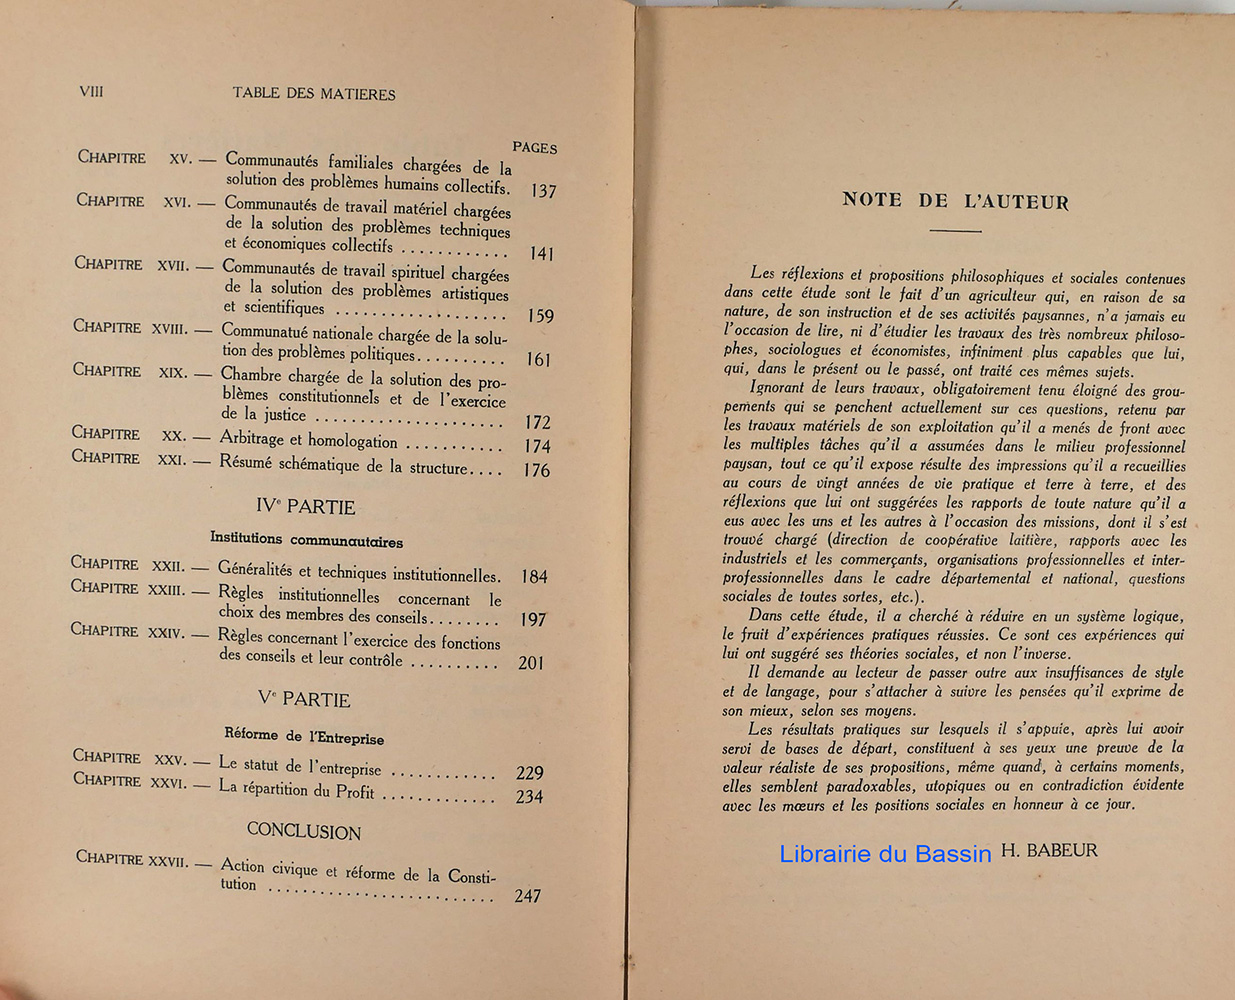 VIII TABLE DES MATIERES
PAGES
CHAPITRE XV. — Communautés familiales chargées de la
solution des problèmes humains collectifs. 137
CHAPITRE XVI. — Communautés de travail matériel chargées
de la solution des problèmes techniques
et économiques collectifs ............ 141
CHAPITRE XVII. — Communautés de travail spirituel chargées
de la solution des problèmes artistiques
et scientifiques .................. 159
CHAPITRE XVIII. — Communatué nationale chargée de la solu-
tion des problèmes politiques.......... 161
CHAPITRE XIX. — Chambre chargée de la solution des pro-
blèmes constitutionnels et de l'exercice
de la justice .................... 172
CHAPITRE XX. — Arbitrage et homologation .......... 174
CHAPITRE XXI. — Résumé schématique de la structure.... 176
IVe PARTIE
Institutions communautaires
CHAPITRE XXII. — Généralités et techniques institutionnelles. 184
CHAPITRE XXIII. — Règles institutionnelles concernant le
choix des membres des conseils........ 197
CHAPITRE XXIV. — Règles concernant l'exercice des fonctions
des conseils et leur contrôle .......... 201
Ve PARTIE
Réforme de l'Entreprise
CHAPITRE XXV. — Le statut de l'entreprise ............ 229
CHAPITRE XXVI. — La répartition du Profit ............. 234
CONCLUSION
CHAPITRE XXVII. — Action civique et réforme de la Consti-
tution ......................... 247
NOTE DE L'AUTEUR
Les réflexions et propositions philosophiques et sociales contenues
dans cette étude sont le fait d'un agriculteur qui, en raison de sa
nature, de son instruction et de ses activités paysannes, n'a jamais eu
l'occasion de lire, ni d'étudier les travaux des très nombreux philoso-
phes, sociologues et économistes, infiniment plus capables que lui,
qui, dans le présent ou le passé, ont traité ces mêmes sujets.
Ignorant de leurs travaux, obligatoirement tenu éloigné des grou-
pements qui se penchent actuellement sur ces questions, retenu par
les travaux matériels de son exploitation qu'il a menés de front avec
les multiples tâches qu'il a assumées dans le milieu professionnel
paysan, tout ce qu'il expose résulte des impressions qu'il a recueillies
au cours de vingt années de vie pratique et terre à terre, et des
réflexions que lui ont suggérées les rapports de toute nature qu'il a
eus avec les uns et les autres à l'occasion des missions, dont il s'est
trouvé chargé (direction de coopérative laitière, rapports avec les
industriels et les commerçants, organisations professionnelles et inter-
professionnelles dans le cadre départemental et national, questions
sociales de toutes sortes, etc.).
Dans cette étude, il a cherché à réduire en un système logique,
le fruit d'expériences pratiques réussies. Ce sont ces expériences qui
lui ont suggéré ses théories sociales, et non l'inverse.
Il demande au lecteur de passer outre aux insuffisances de style
et de langage, pour s'attacher à suivre les pensées qu'il exprime de
son mieux, selon ses moyens.
Les résultats pratiques sur lesquels il s'appuie, après lui avoir
servi de bases de départ, constituent à ses yeux une preuve de la
valeur réaliste de ses propositions, même quand, à certains moments,
elles semblent paradoxables, utopiques ou en contradiction évidente
avec les mœurs et les positions sociales en honneur à ce jour.
Librairie du Bassin H. BABEUR